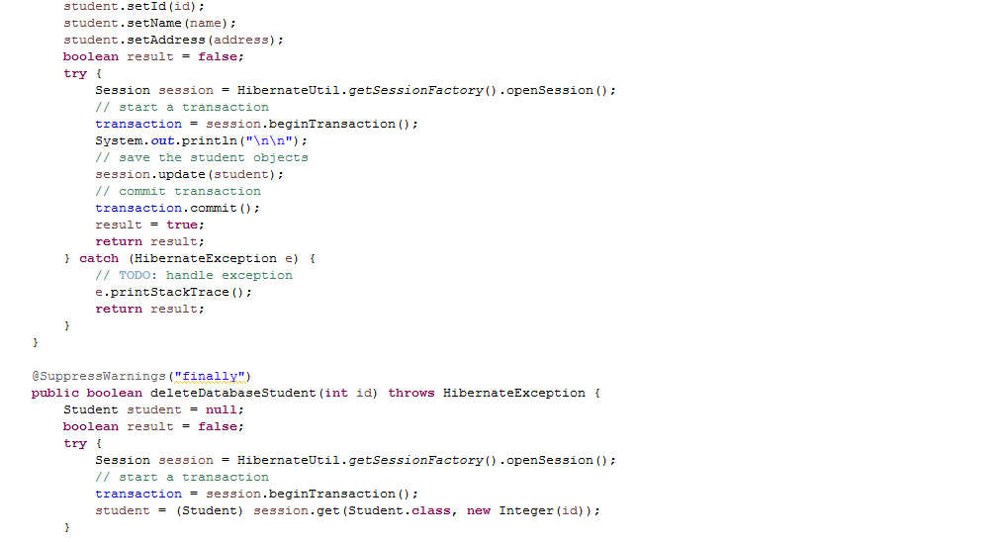 student.setId(id);
student.setName(name);
student.setAddress(address);
boolean result = false;
try {
Session session = HibernateUtil.getSessionFactory().openSession();
// start a transaction
transaction = session.beginTransaction();
System.out.println("\n\n");
// save the student objects
session.update(student);
// commit transaction
transaction.commit();
result = true;
return result;
} catch (HibernateException e) {
// TODO: handle exception
e.printStackTrace();
return result;
}
}
@SuppressWarnings("finally")
public boolean deleteDatabaseStudent(int id) throws HibernateException {
Student student = null;
boolean result = false;
try {
Session session = HibernateUtil.getSessionFactory().openSession();
// start a transaction
transaction = session.beginTransaction();
student = (Student) session.get(Student.class, new Integer(id));
}